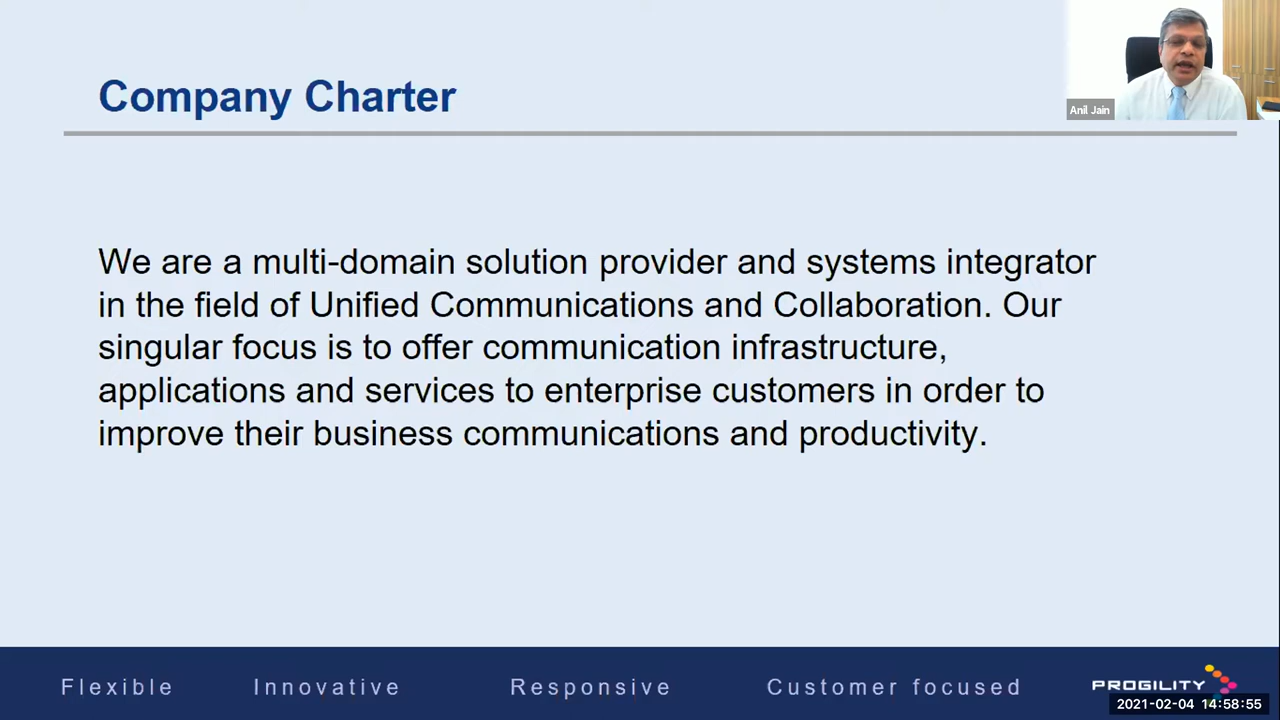 Company Charter
Anil Jain
We are a multi-domain solution provider and systems integrator
in the field of Unified Communications and Collaboration. Our
singular focus is to offer communication infrastructure,
applications and services to enterprise customers in order to
improve their business communications and productivity.
Flexible Innovative Responsive Customer focused PROGILITY
2021-02-04 14:58:55